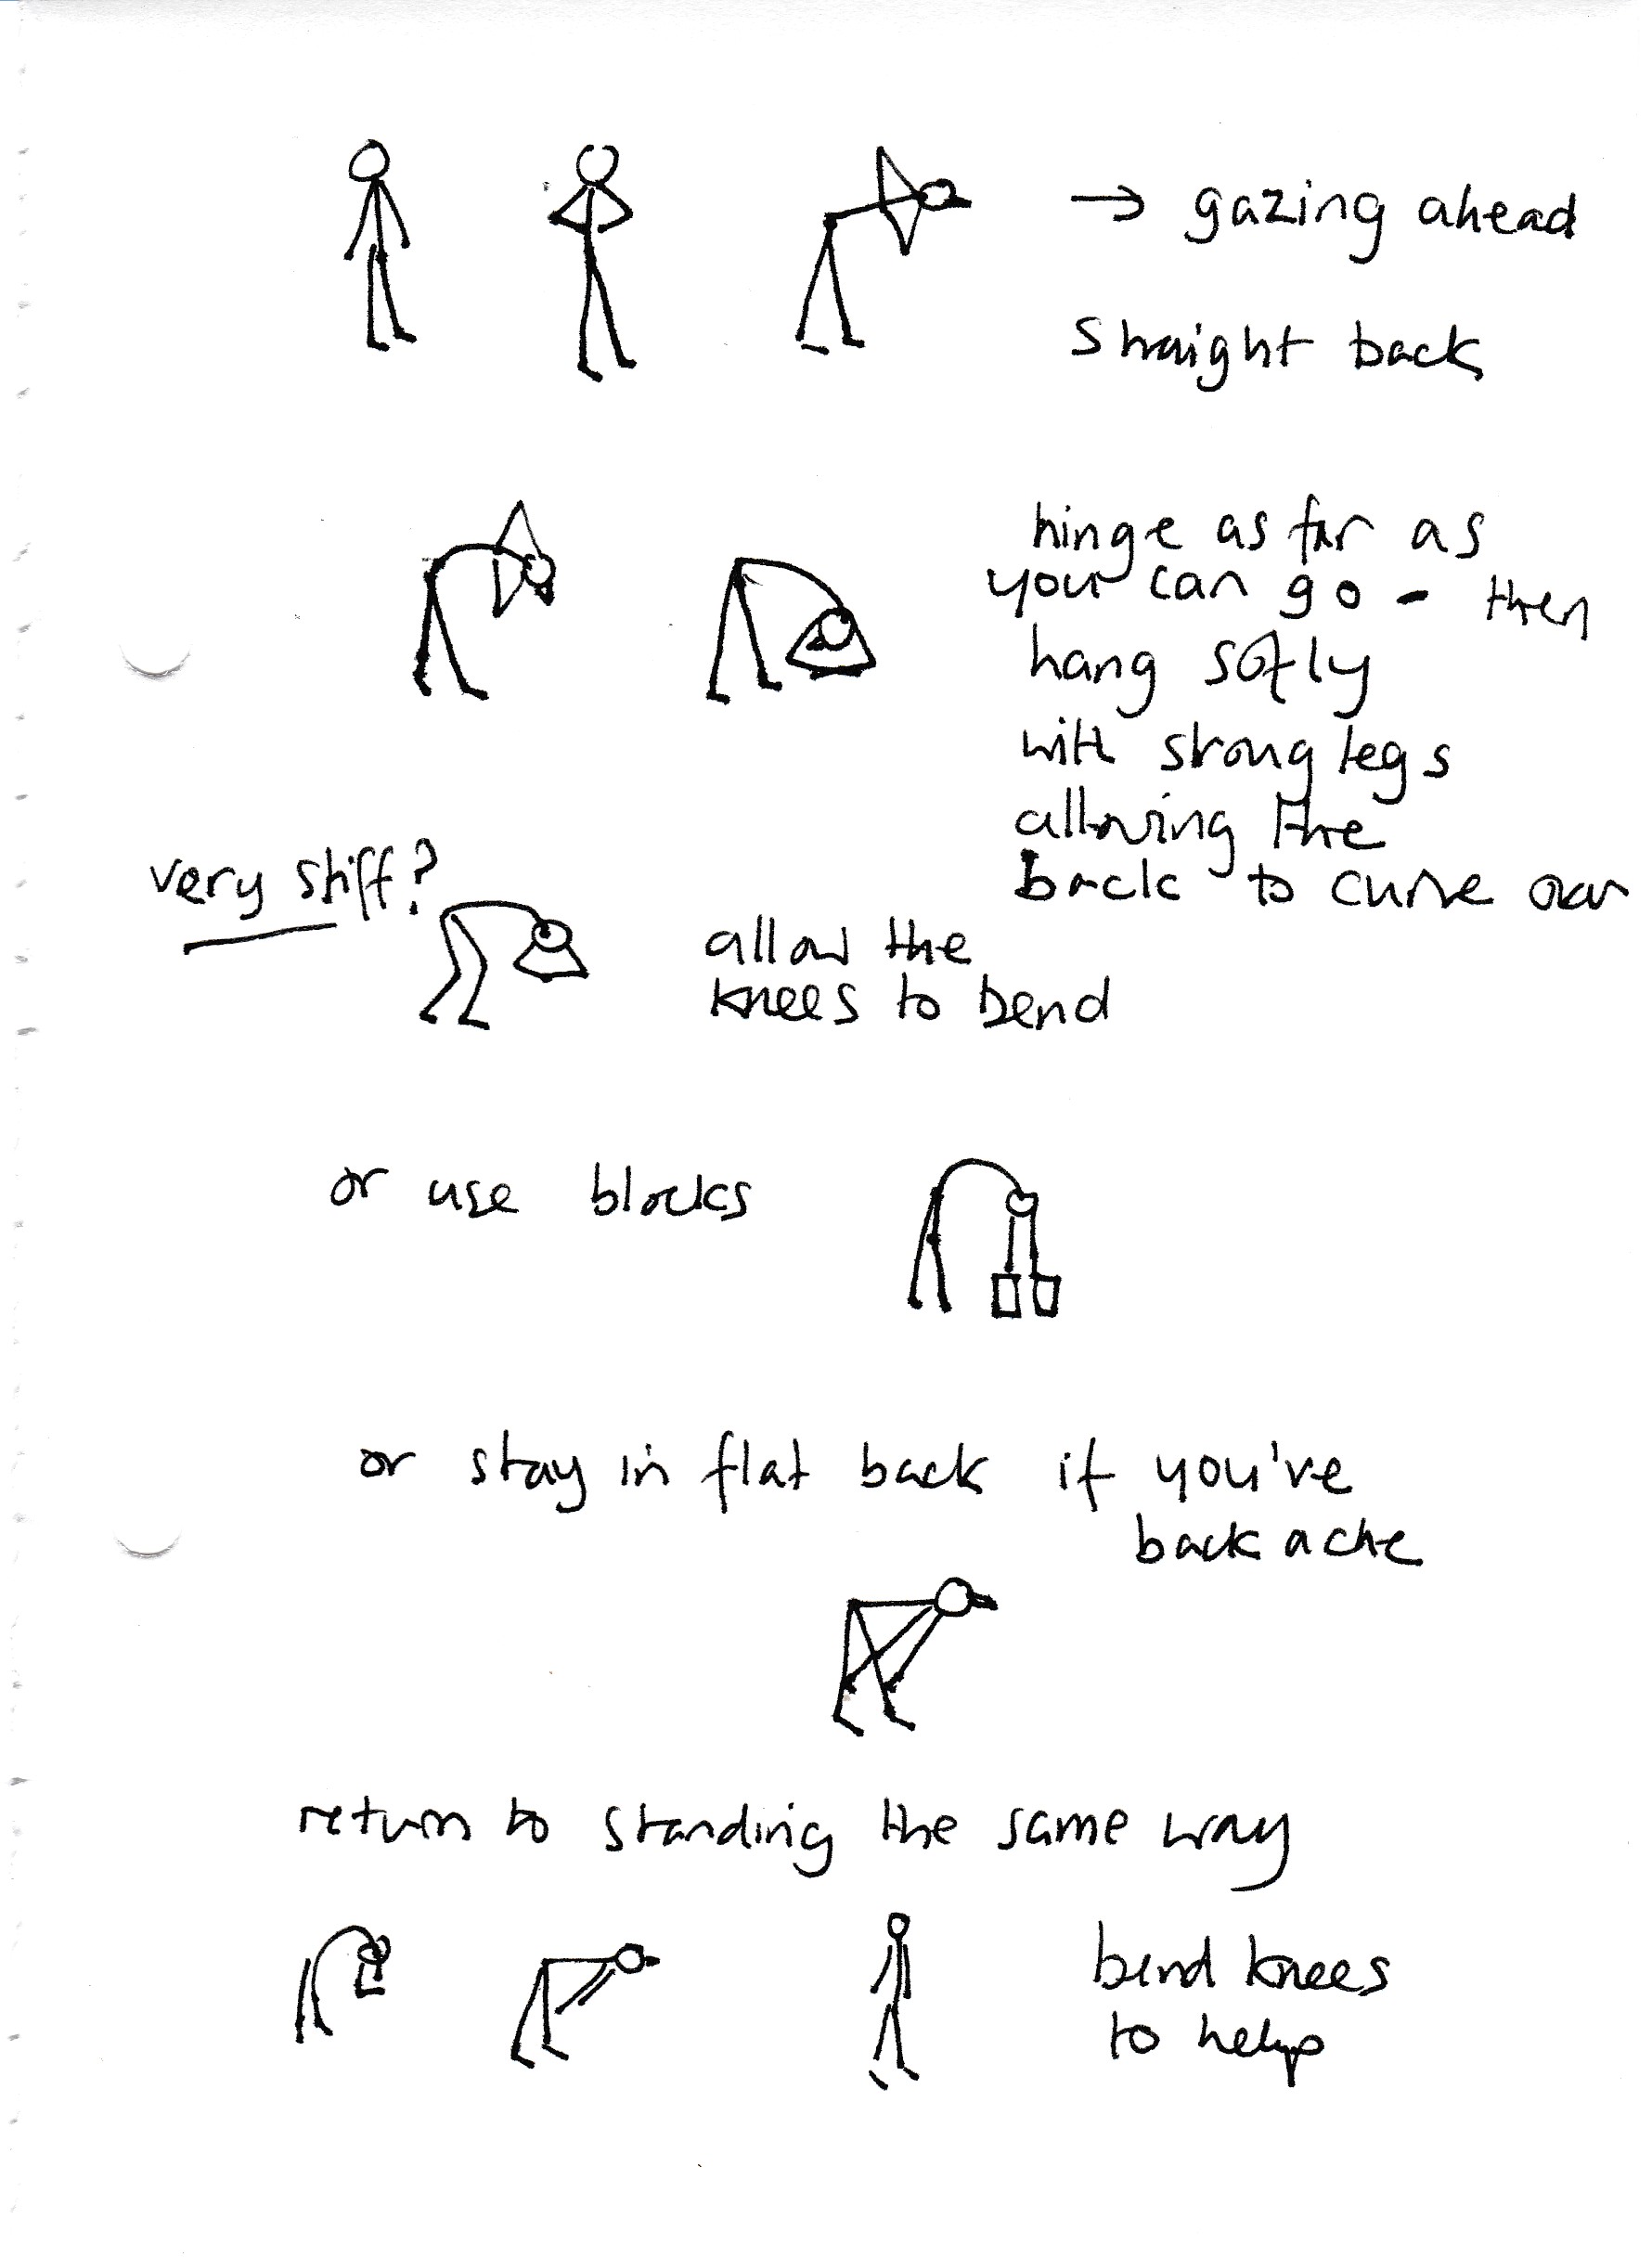 → gazing ahead
Straight back
hinge as far as
you can go - then
hang softly
with strong legs
allowing the
back to curve over
very stiff?
allow the
knees to bend
or use blocks
or stay in flat back if you've
back ache
return to standing the same way
bend knees
to help